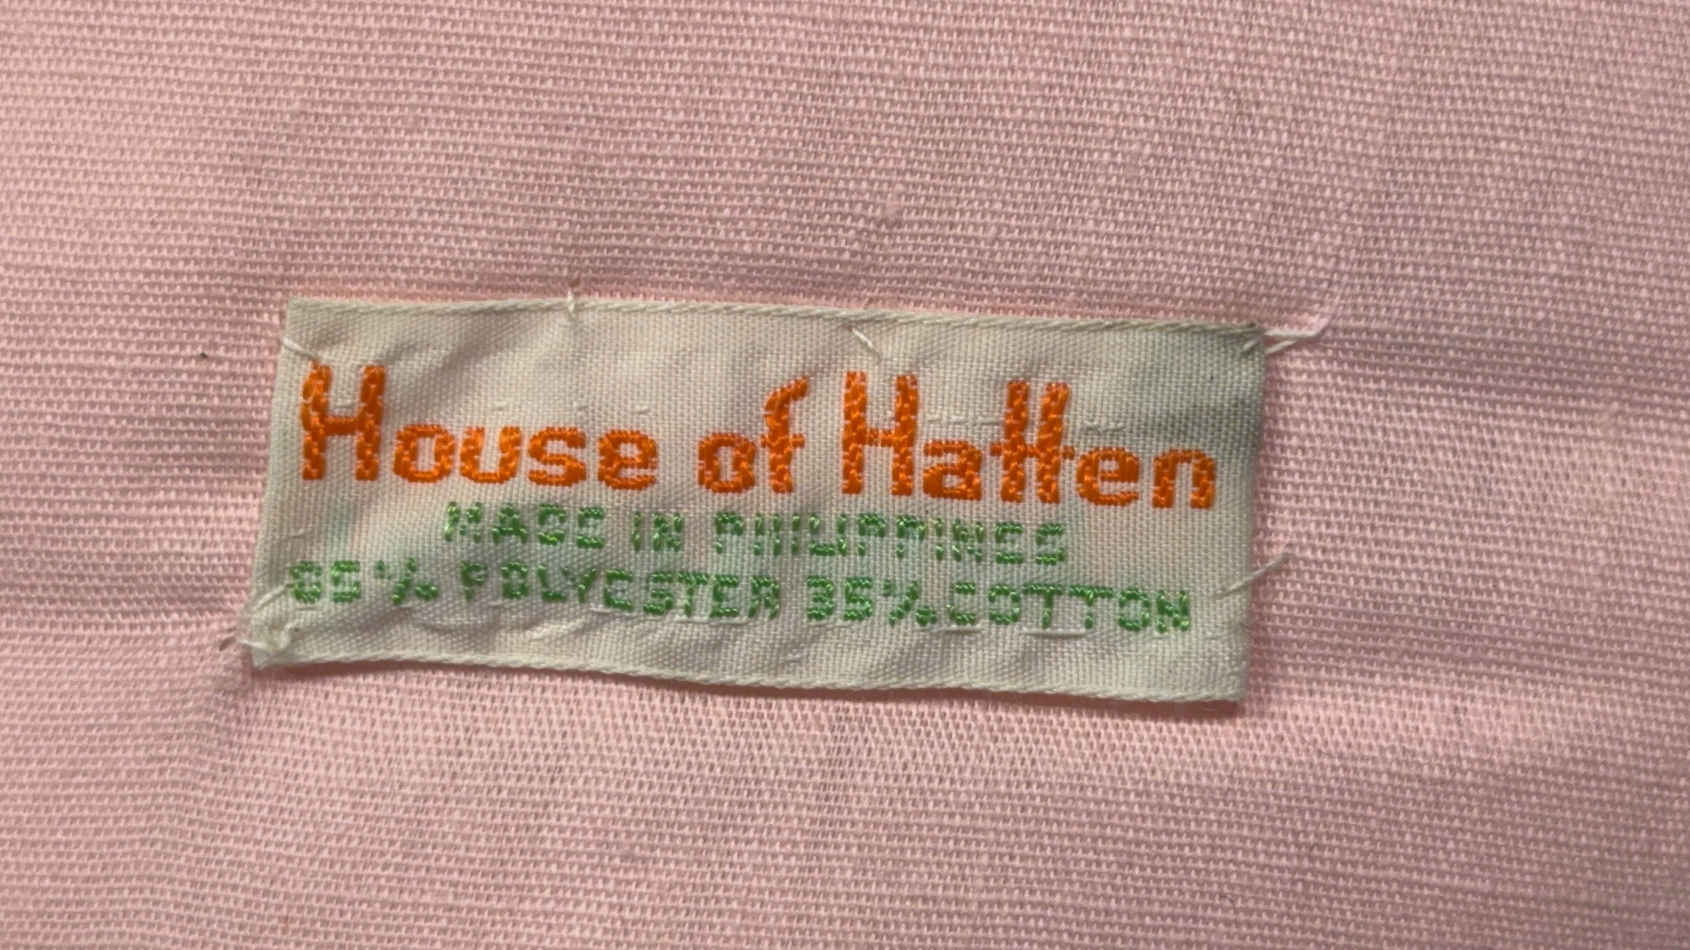 House of Hatten
MADE IN PHILIPPINES
65% POLYESTER 35% COTTON